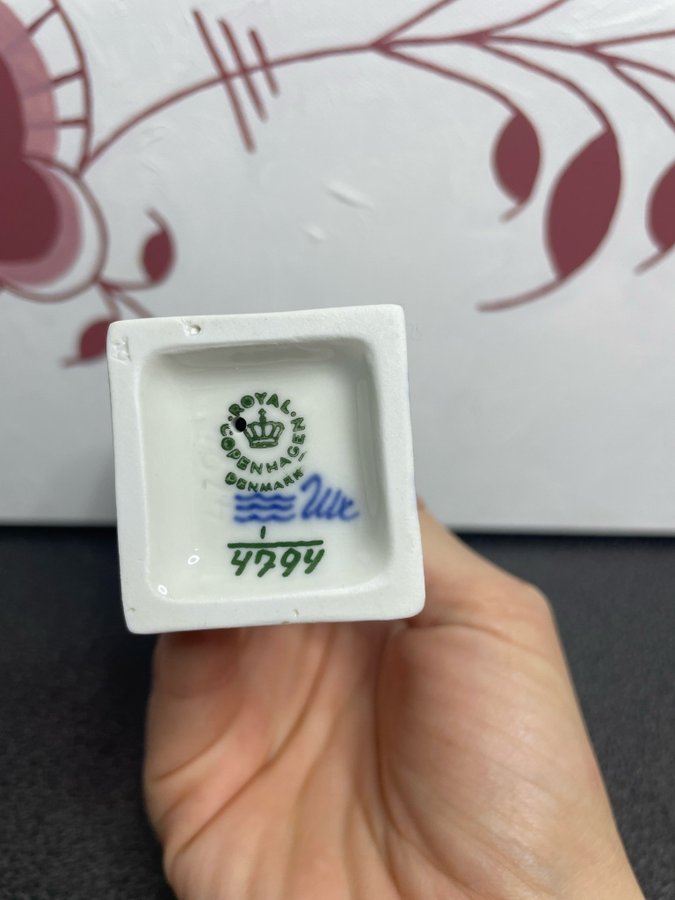 ROYAL COPENHAGEN
DENMARK
1
4794